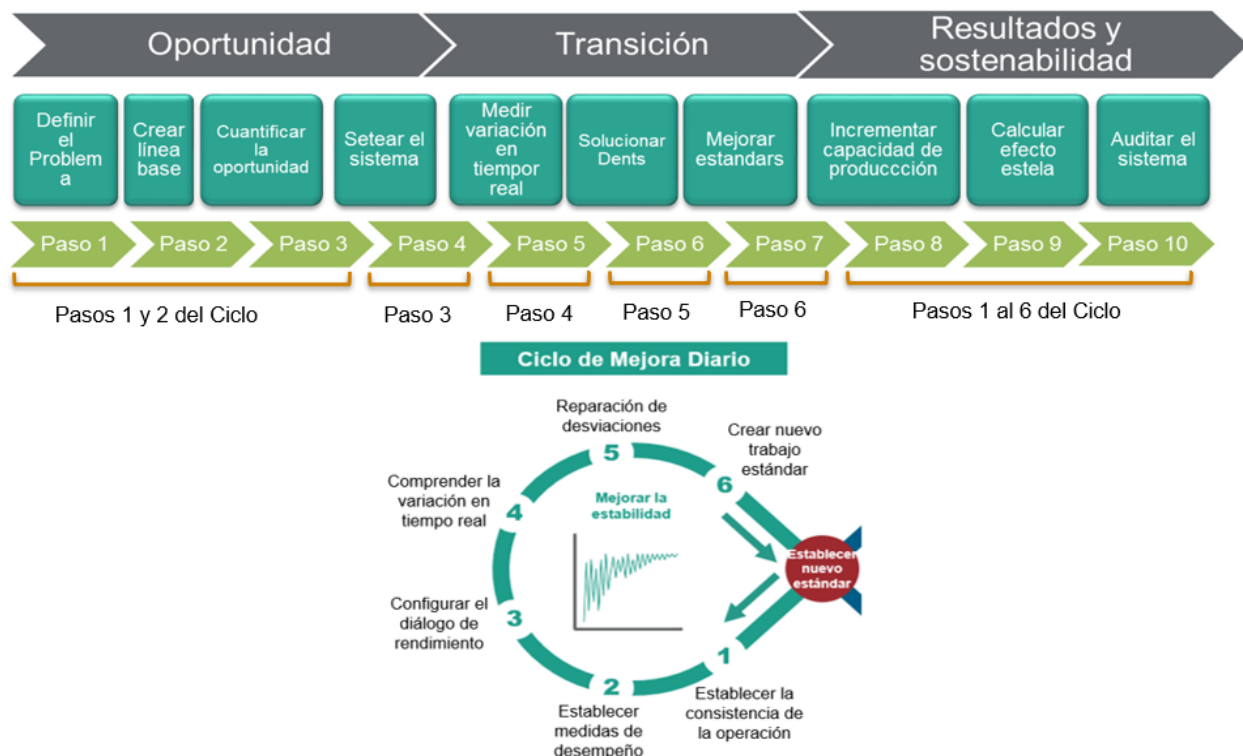 Oportunidad
Transición
Resultados y
sostenibilidad
Definir
el
Problem
a
Crear
línea
base
Cuantificar
la
oportunidad
Setear el
sistema
Medir
variación
en
tiempor
real
Solucionar
Dents
Mejorar
estandars
Incrementar
capacidad de
produccción
Calcular
efecto
estela
Auditar el
sistema
Paso 1
Paso 2
Paso 3
Paso 4
Paso 5
Paso 6
Paso 7
Paso 8
Paso 9
Paso 10
Pasos 1 y 2 del Ciclo
Paso 3
Paso 4
Paso 5
Paso 6
Pasos 1 al 6 del Ciclo
Ciclo de Mejora Diario
Reparación de
desviaciones
5
Crear nuevo
trabajo
estándar
6
Comprender la
variación en
tiempo real
4
Mejorar la
estabilidad
Establecer
nuevo
estándar
Configurar el
diálogo de
rendimiento
3
2
Establecer
medidas de
desempeño
1
Establecer la
consistencia de
la operación